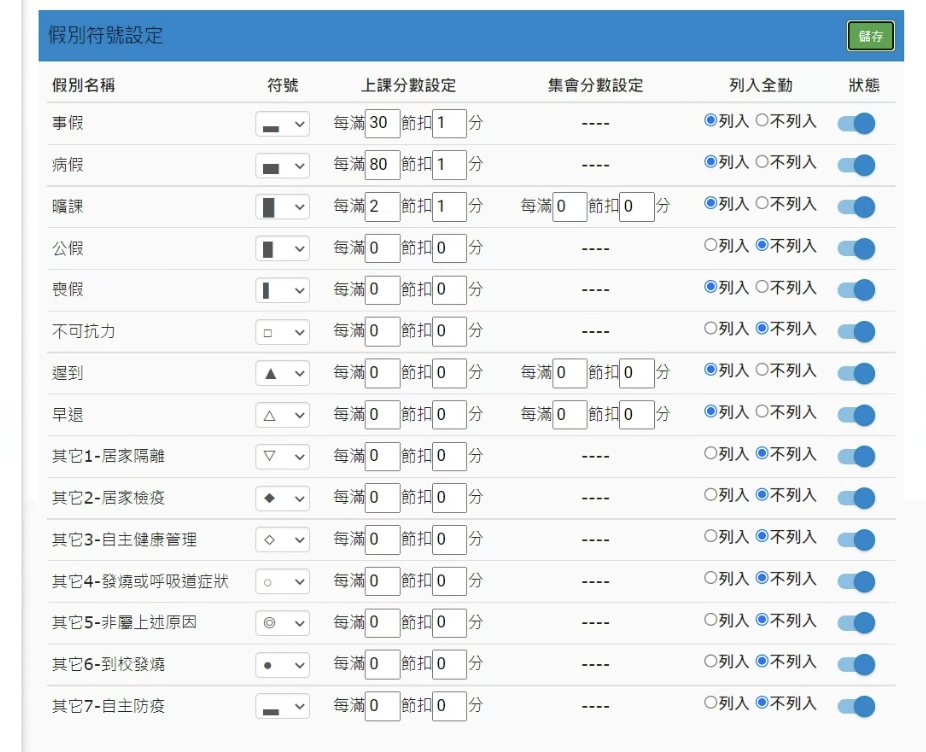 假別符號設定 儲存
假別名稱 符號 上課分數設定 集會分數設定 列入全勤 狀態
事假 ▬ 每滿30節扣1分 ---- 列入 不列入
病假 ▅ 每滿80節扣1分 ---- 列入 不列入
曠課 █ 每滿2節扣1分 每滿0節扣0分 列入 不列入
公假 ▋ 每滿0節扣0分 ---- 列入 不列入
喪假 ▌ 每滿0節扣0分 ---- 列入 不列入
不可抗力 □ 每滿0節扣0分 ---- 列入 不列入
遲到 ▲ 每滿0節扣0分 每滿0節扣0分 列入 不列入
早退 △ 每滿0節扣0分 每滿0節扣0分 列入 不列入
其它1-居家隔離 ▽ 每滿0節扣0分 ---- 列入 不列入
其它2-居家檢疫 ◆ 每滿0節扣0分 ---- 列入 不列入
其它3-自主健康管理 ◇ 每滿0節扣0分 ---- 列入 不列入
其它4-發燒或呼吸道症狀 ○ 每滿0節扣0分 ---- 列入 不列入
其它5-非屬上述原因 ◎ 每滿0節扣0分 ---- 列入 不列入
其它6-到校發燒 ● 每滿0節扣0分 ---- 列入 不列入
其它7-自主防疫 ▬ 每滿0節扣0分 ---- 列入 不列入